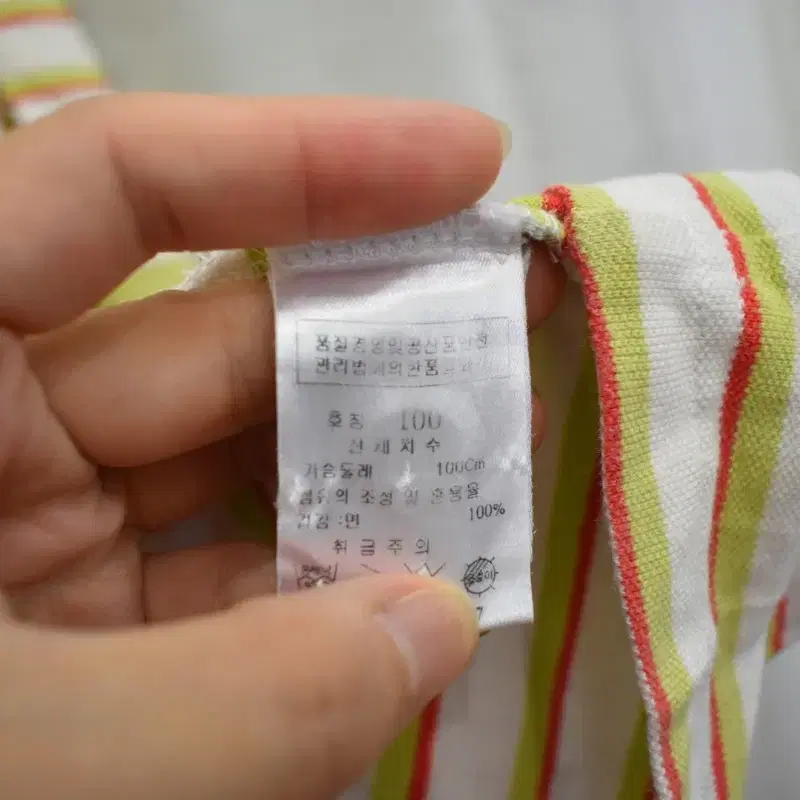 품질경영및공산품안전
관리법에의한품질표시
호칭 100
신체치수
가슴둘레 100Cm
섬유의 조성 및 혼용율
겉감:면 100%
취급주의